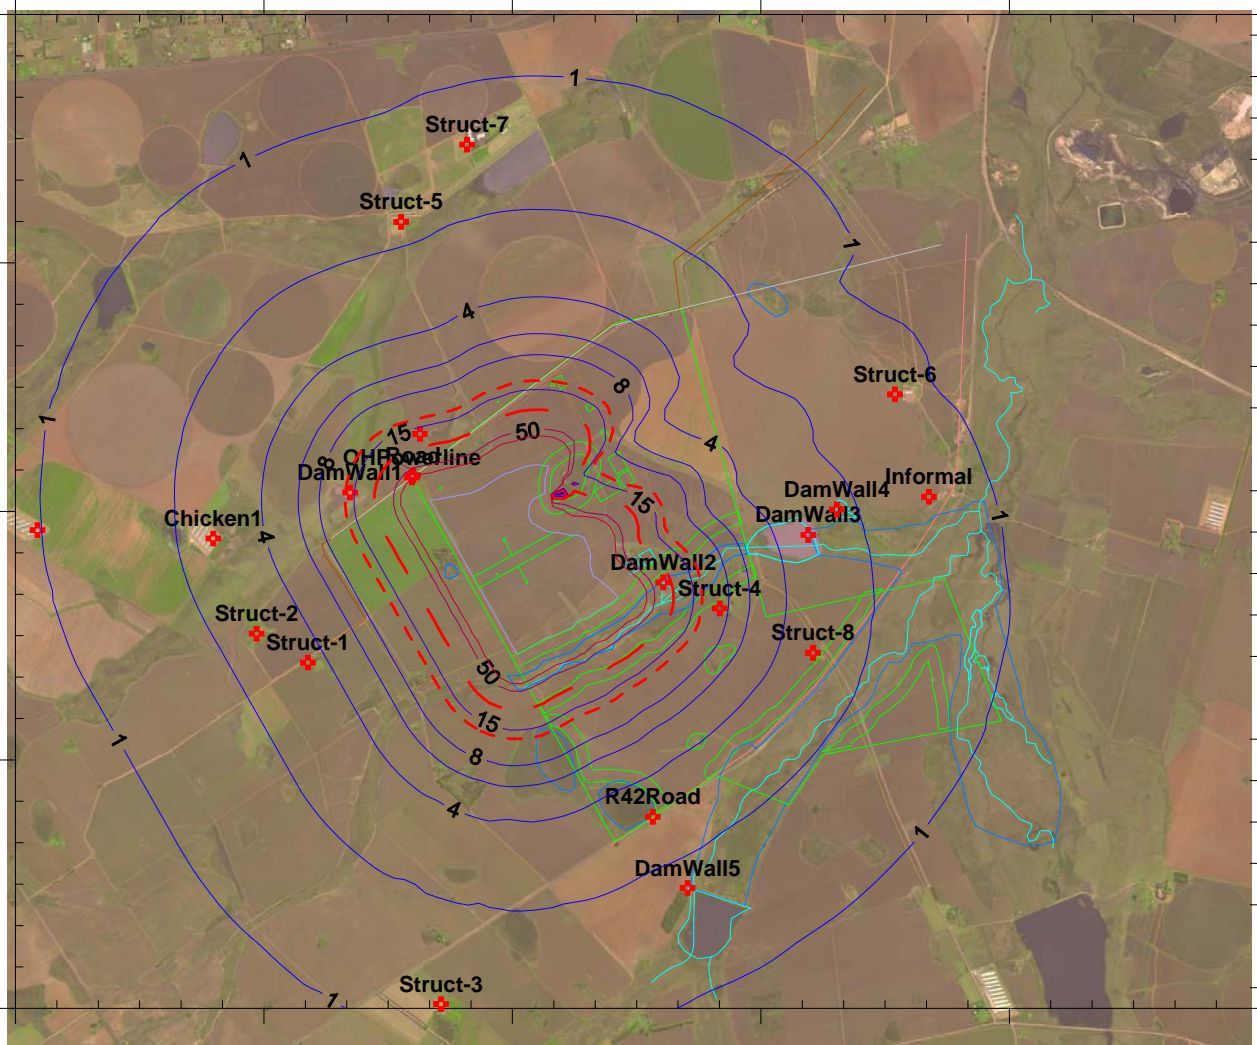 1
Struct-7
1
Struct-5
1
4
Struct-6
8
1
4
50
15
CHPowerline
Road
8
DamWall1
Informal
DamWall4
15
Chicken1
DamWall3
1
4
DamWall2
Struct-4
Struct-2
Struct-8
Struct-1
50
15
1
8
R42Road
4
1
DamWall5
Struct-3
1